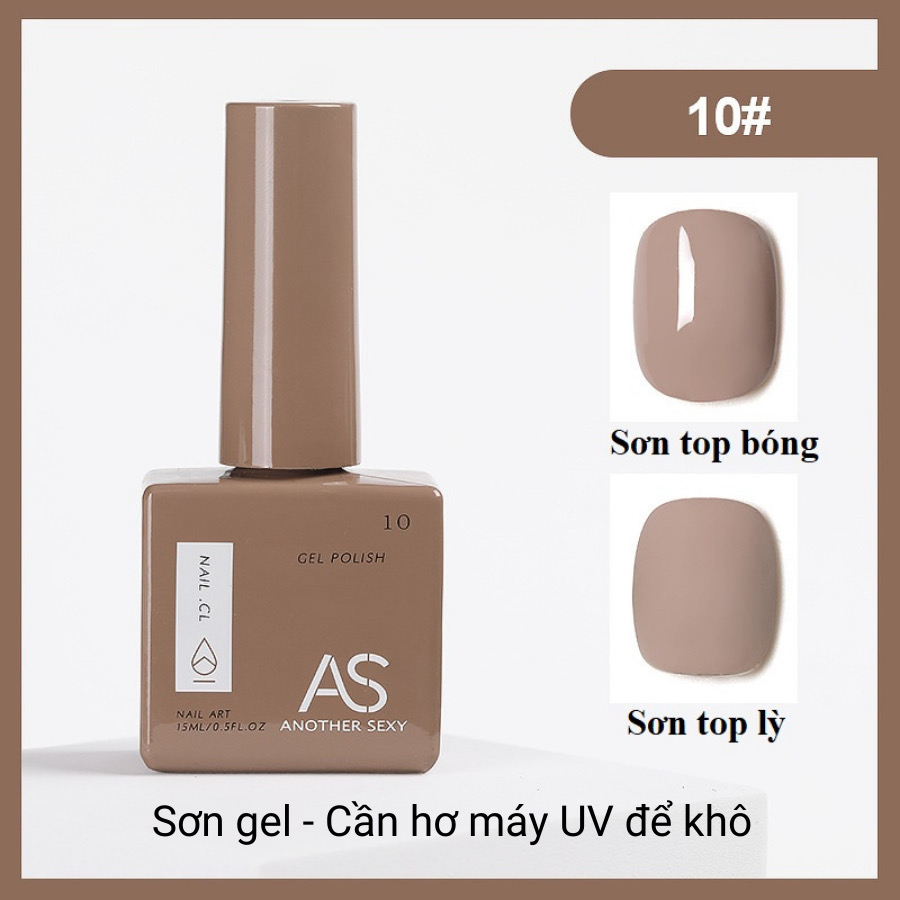 10#
Sơn top bóng
Sơn top lỳ
10
GEL POLISH
NAIL .CL
AS
NAIL ART
15ML/0.5FL.OZ
ANOTHER SEXY
Sơn gel - Cần hơ máy UV để khô